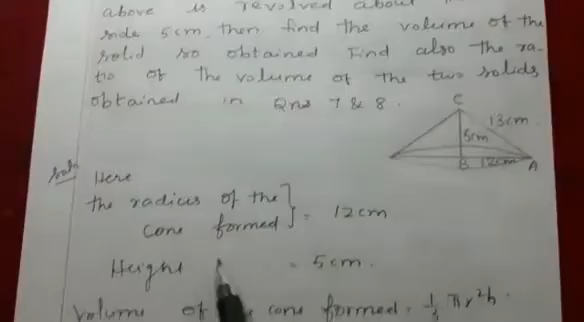 above is revolved about
side 5cm, then find the volume of the
solid so obtained Find also the ra-
tio of the volume of the two solids
obtained in Qns 7 & 8.
C
13cm
5cm
B 12cm A
Soln
Here
the radius of the
cone formed } = 12cm
Height = 5cm.
Volume of cone formed = 1/3 πr²h.